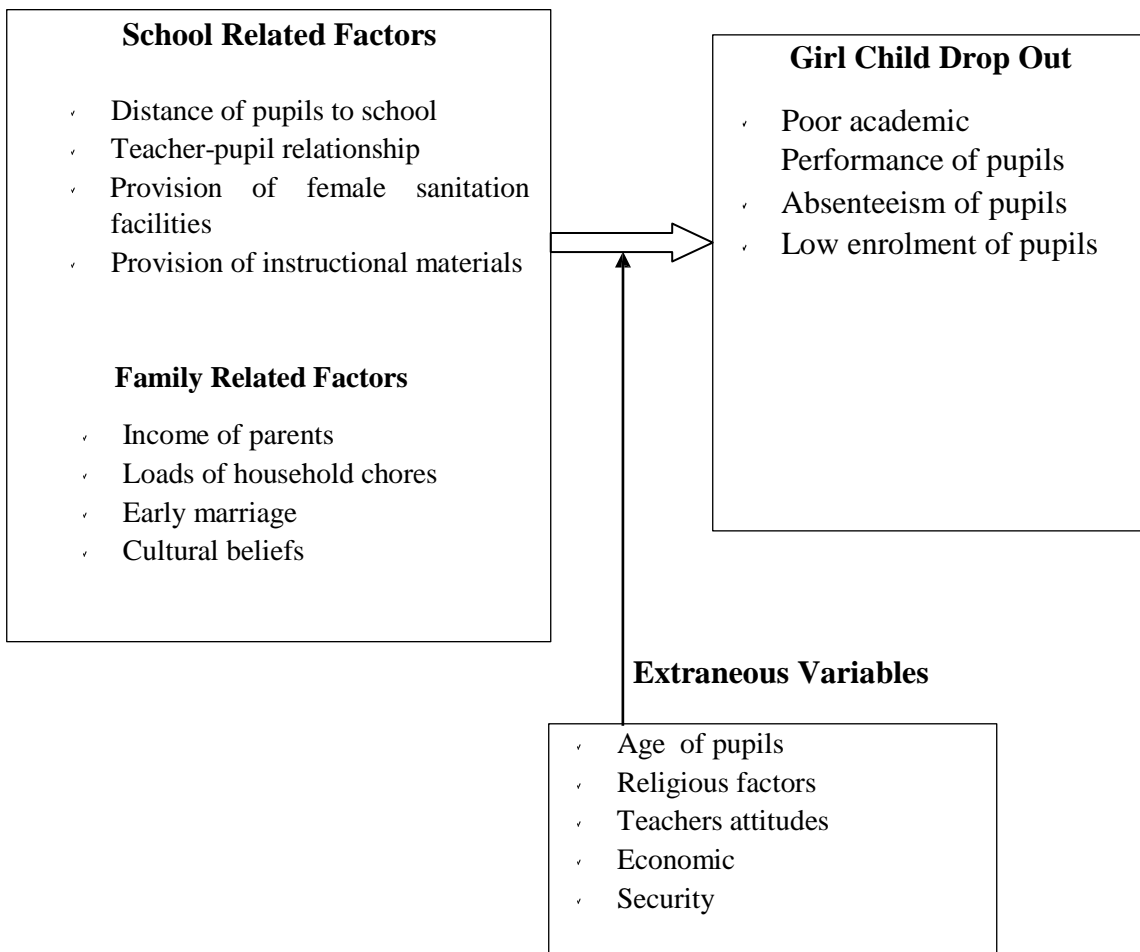 School Related Factors
✓ Distance of pupils to school
✓ Teacher-pupil relationship
✓ Provision of female sanitation
facilities
✓ Provision of instructional materials
Family Related Factors
✓ Income of parents
✓ Loads of household chores
✓ Early marriage
✓ Cultural beliefs
Girl Child Drop Out
✓ Poor academic
Performance of pupils
✓ Absenteeism of pupils
✓ Low enrolment of pupils
Extraneous Variables
✓ Age of pupils
✓ Religious factors
✓ Teachers attitudes
✓ Economic
✓ Security